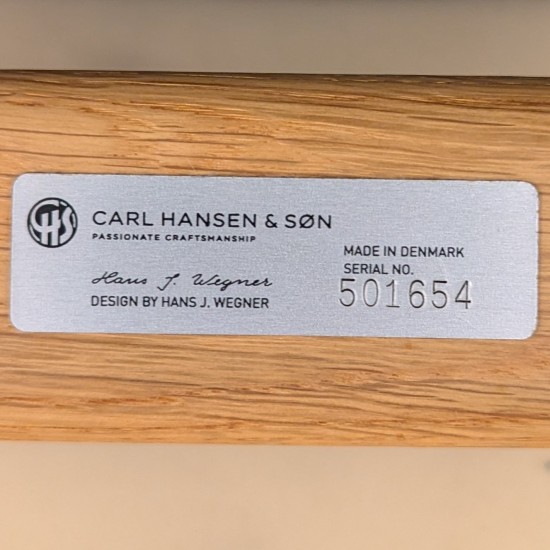 CHS
CARL HANSEN & SØN
PASSIONATE CRAFTSMANSHIP
Hans J. Wegner
DESIGN BY HANS J. WEGNER
MADE IN DENMARK
SERIAL NO.
501654